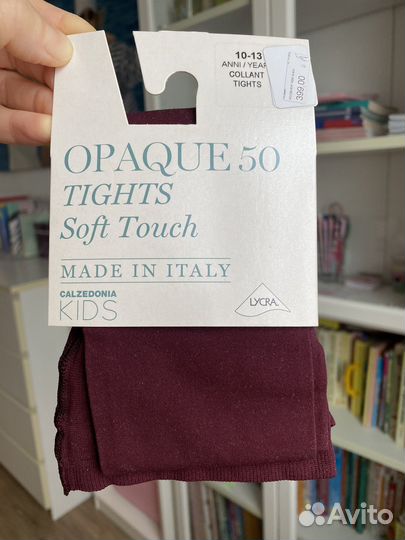 10-13
ANNI / YEAR
COLLANT
TIGHTS
399.00
OPAQUE 50
TIGHTS
Soft Touch
MADE IN ITALY
CALZEDONIA
KIDS
LYCRA
Avito